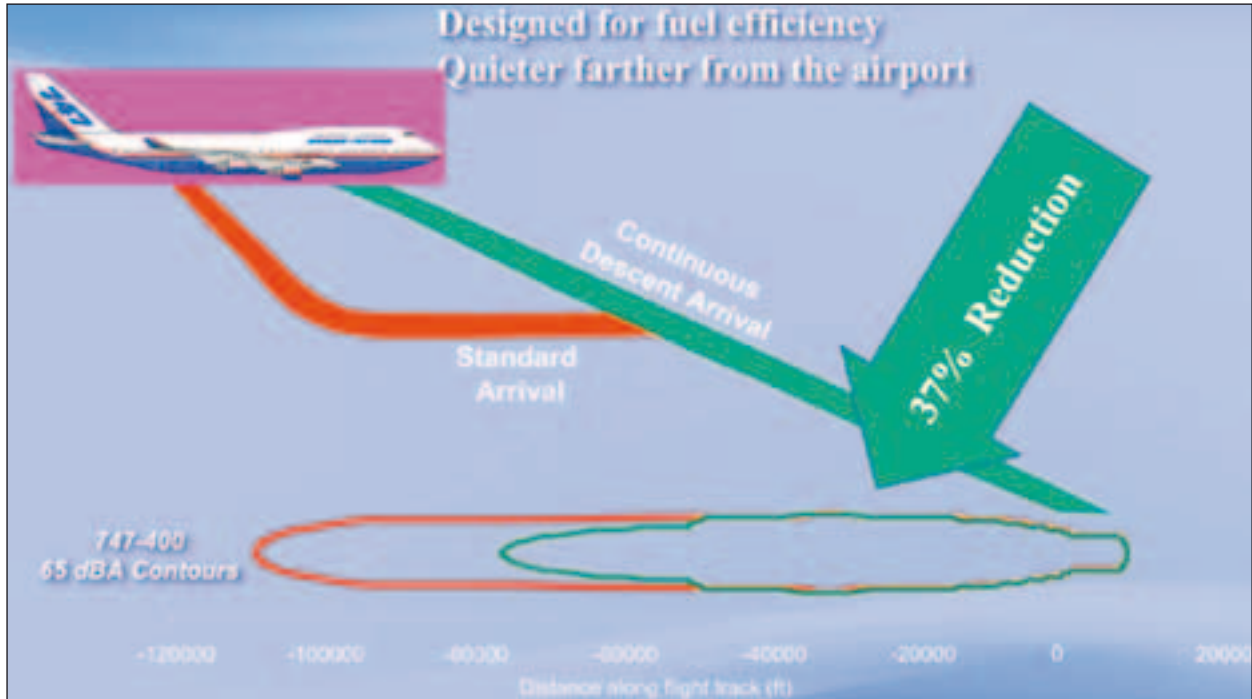 Designed for fuel efficiency
Quieter farther from the airport
747
Continuous
Descent Arrival
37% Reduction
Standard
Arrival
747-400
65 dBA Contours
-120000 -100000 -80000 -60000 -40000 -20000 0 20000
Distance along flight track (ft)